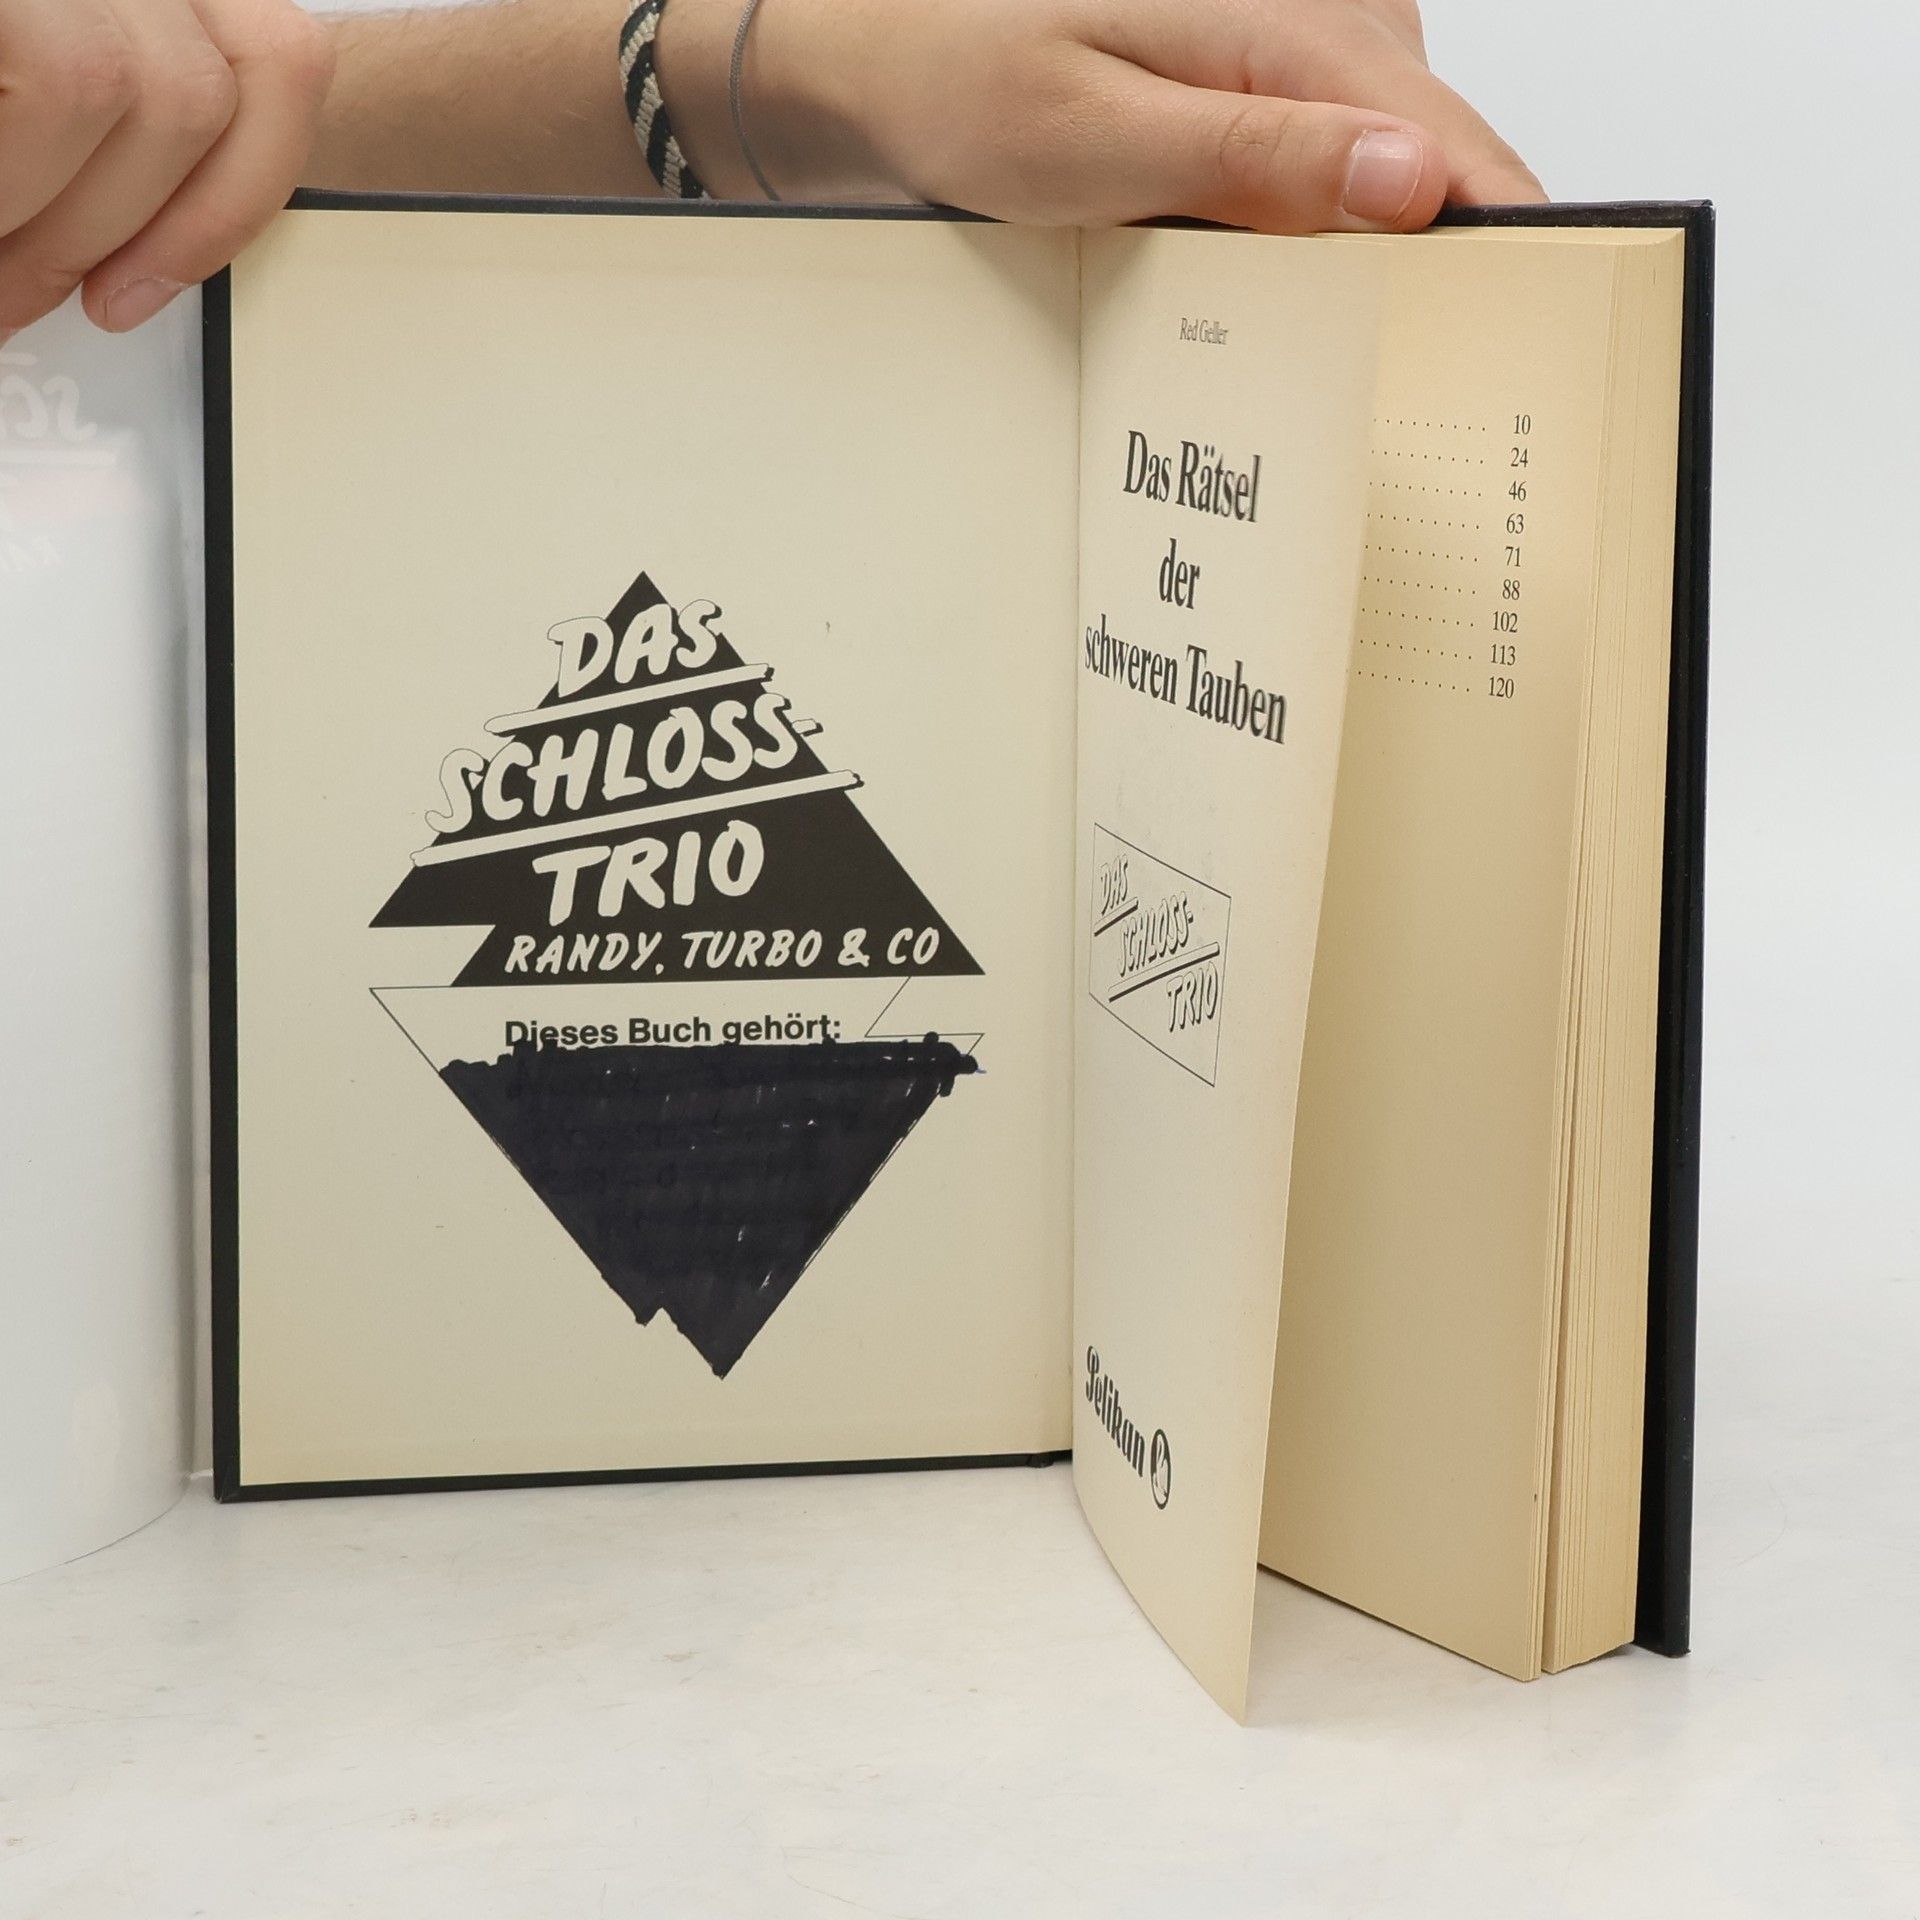 DAS
SCHLOSS-
TRIO
RANDY, TURBO & CO
Dieses Buch gehört:
Red Geller
Das Rätsel
der
schweren Tauben
DAS
SCHLOSS-
TRIO
Pelikan
. . . . . . . . 10
. . . . . . . . 24
. . . . . . . . 46
. . . . . . . . 63
. . . . . . . . 71
. . . . . . . . 88
. . . . . . . . 102
. . . . . . . . 113
. . . . . . . . 120